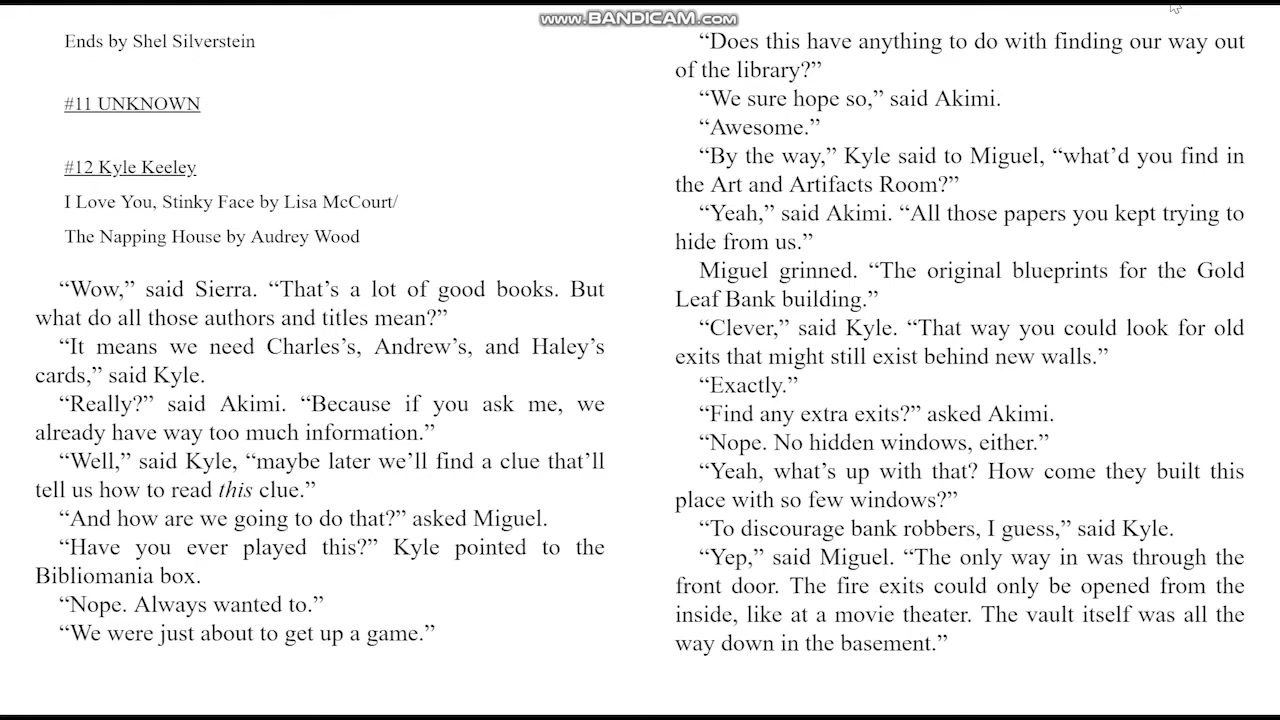 www.BANDICAM.com
Ends by Shel Silverstein
#11 UNKNOWN
#12 Kyle Keeley
I Love You, Stinky Face by Lisa McCourt/
The Napping House by Audrey Wood
“Wow,” said Sierra. “That’s a lot of good books. But
what do all those authors and titles mean?”
“It means we need Charles’s, Andrew’s, and Haley’s
cards,” said Kyle.
“Really?” said Akimi. “Because if you ask me, we
already have way too much information.”
“Well,” said Kyle, “maybe later we’ll find a clue that’ll
tell us how to read this clue.”
“And how are we going to do that?” asked Miguel.
“Have you ever played this?” Kyle pointed to the
Bibliomania box.
“Nope. Always wanted to.”
“We were just about to get up a game.”
“Does this have anything to do with finding our way out
of the library?”
“We sure hope so,” said Akimi.
“Awesome.”
“By the way,” Kyle said to Miguel, “what’d you find in
the Art and Artifacts Room?”
“Yeah,” said Akimi. “All those papers you kept trying to
hide from us.”
Miguel grinned. “The original blueprints for the Gold
Leaf Bank building.”
“Clever,” said Kyle. “That way you could look for old
exits that might still exist behind new walls.”
“Exactly.”
“Find any extra exits?” asked Akimi.
“Nope. No hidden windows, either.”
“Yeah, what’s up with that? How come they built this
place with so few windows?”
“To discourage bank robbers, I guess,” said Kyle.
“Yep,” said Miguel. “The only way in was through the
front door. The fire exits could only be opened from the
inside, like at a movie theater. The vault itself was all the
way down in the basement.”